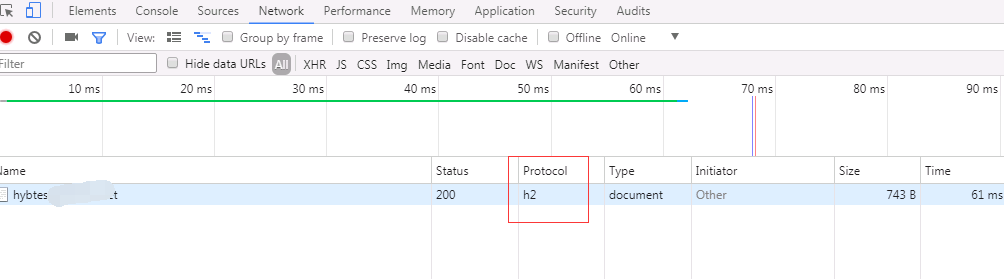 Elements Console Sources Network Performance Memory Application Security Audits
View: Group by frame Preserve log Disable cache Offline Online
Filter Hide data URLs All XHR JS CSS Img Media Font Doc WS Manifest Other
10 ms 20 ms 30 ms 40 ms 50 ms 60 ms 70 ms 80 ms 90 ms
Name Status Protocol Type Initiator Size Time
200 h2 document Other 743 B 61 ms